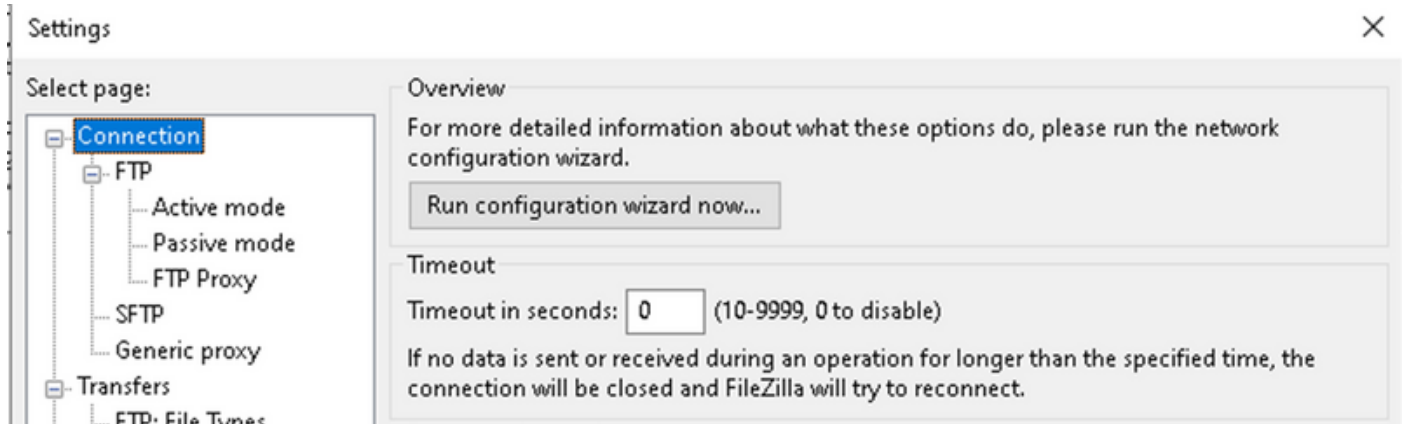 Settings
Select page:
Connection
FTP
Active mode
Passive mode
FTP Proxy
SFTP
Generic proxy
Transfers
FTP: File Types
Overview
For more detailed information about what these options do, please run the network
configuration wizard.
Run configuration wizard now...
Timeout
Timeout in seconds: 0 (10-9999, 0 to disable)
If no data is sent or received during an operation for longer than the specified time, the
connection will be closed and FileZilla will try to reconnect.